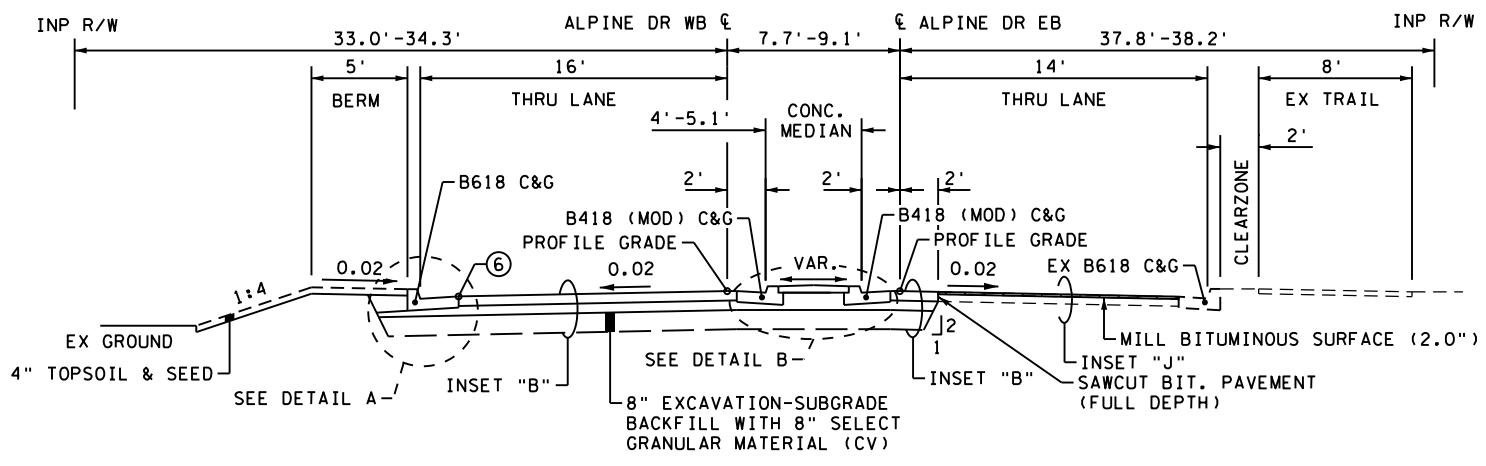 INP R/W
ALPINE DR WB ℄
℄ ALPINE DR EB
INP R/W
33.0'-34.3'
7.7'-9.1'
37.8'-38.2'
5'
16'
14'
8'
BERM
THRU LANE
CONC.
MEDIAN
THRU LANE
EX TRAIL
4'-5.1'
2'
CLEARZONE
2'
2'
2'
B618 C&G
B418 (MOD) C&G
B418 (MOD) C&G
PROFILE GRADE
PROFILE GRADE
6
0.02
0.02
VAR.
0.02
EX B618 C&G
1:4
EX GROUND
4" TOPSOIL & SEED
SEE DETAIL A
INSET "B"
SEE DETAIL B
2
1
INSET "B"
MILL BITUMINOUS SURFACE (2.0")
INSET "J"
SAWCUT BIT. PAVEMENT
(FULL DEPTH)
8" EXCAVATION-SUBGRADE
BACKFILL WITH 8" SELECT
GRANULAR MATERIAL (CV)